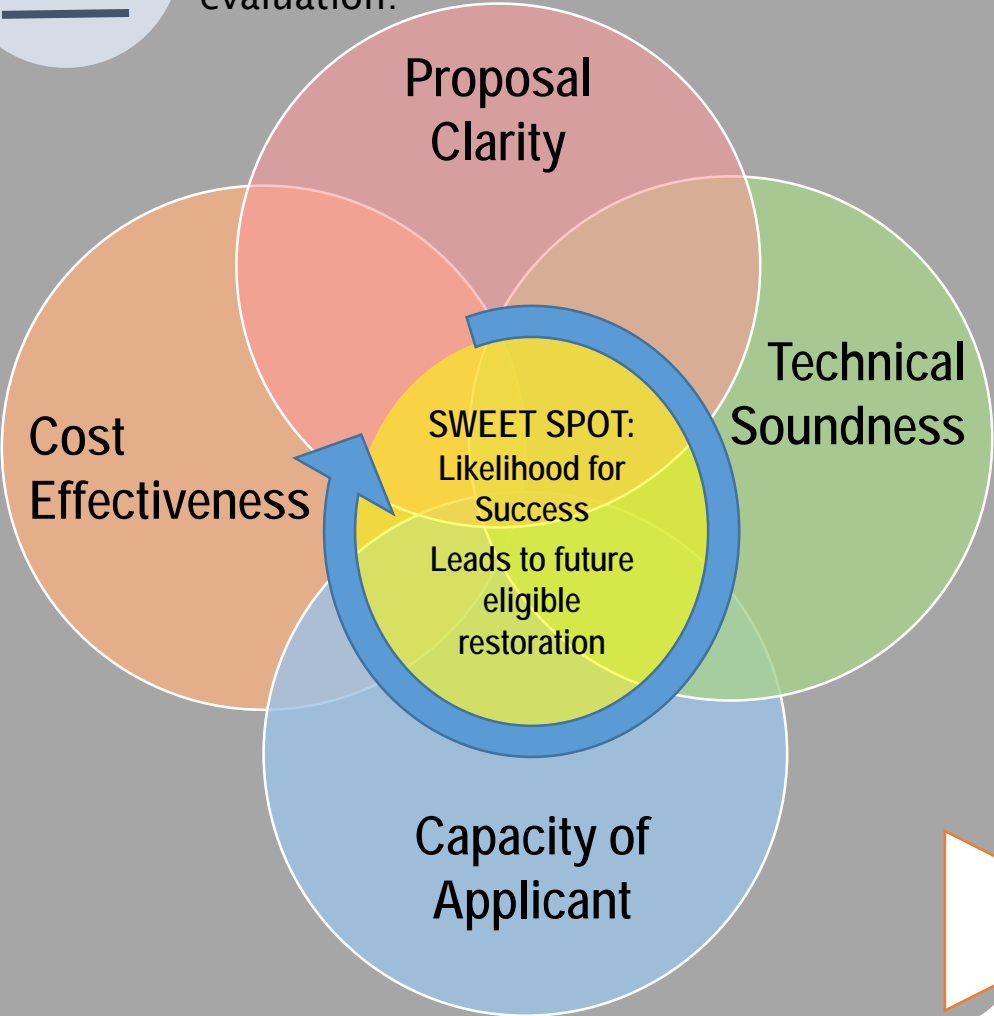 evaluation:
Proposal
Clarity
Technical
Soundness
Cost
Effectiveness
SWEET SPOT:
Likelihood for
Success
Leads to future
eligible
restoration
Capacity of
Applicant